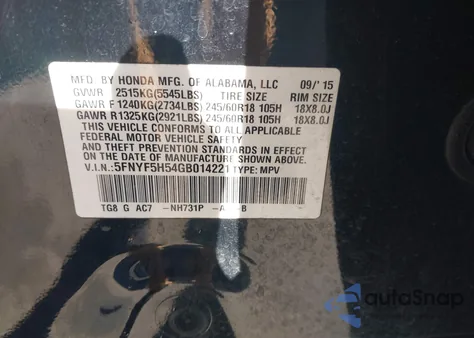 MFD. BY HONDA MFG. OF ALABAMA, LLC 09/'15
GVWR 2515KG(5545LBS) TIRE SIZE RIM SIZE
GAWR F 1240KG(2734LBS) 245/60R18 105H 18X8.0J
GAWR R 1325KG(2921LBS) 245/60R18 105H 18X8.0J
THIS VEHICLE CONFORMS TO ALL APPLICABLE
FEDERAL MOTOR VEHICLE SAFETY
AND THEFT PREVENTION STANDARDS IN EFFECT
ON THE DATE OF MANUFACTURE SHOWN ABOVE.
V.I.N.:5FNYF5H54GB014221 TYPE: MPV
TG8 G AC7 -NH731P -A B
autoSnap